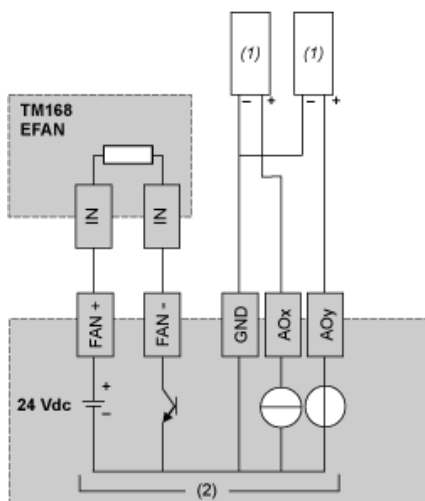 (1) (1)
– + – +
TM168
EFAN
IN IN
FAN + FAN - GND AOx AOy
+
24 Vdc
–
(2)